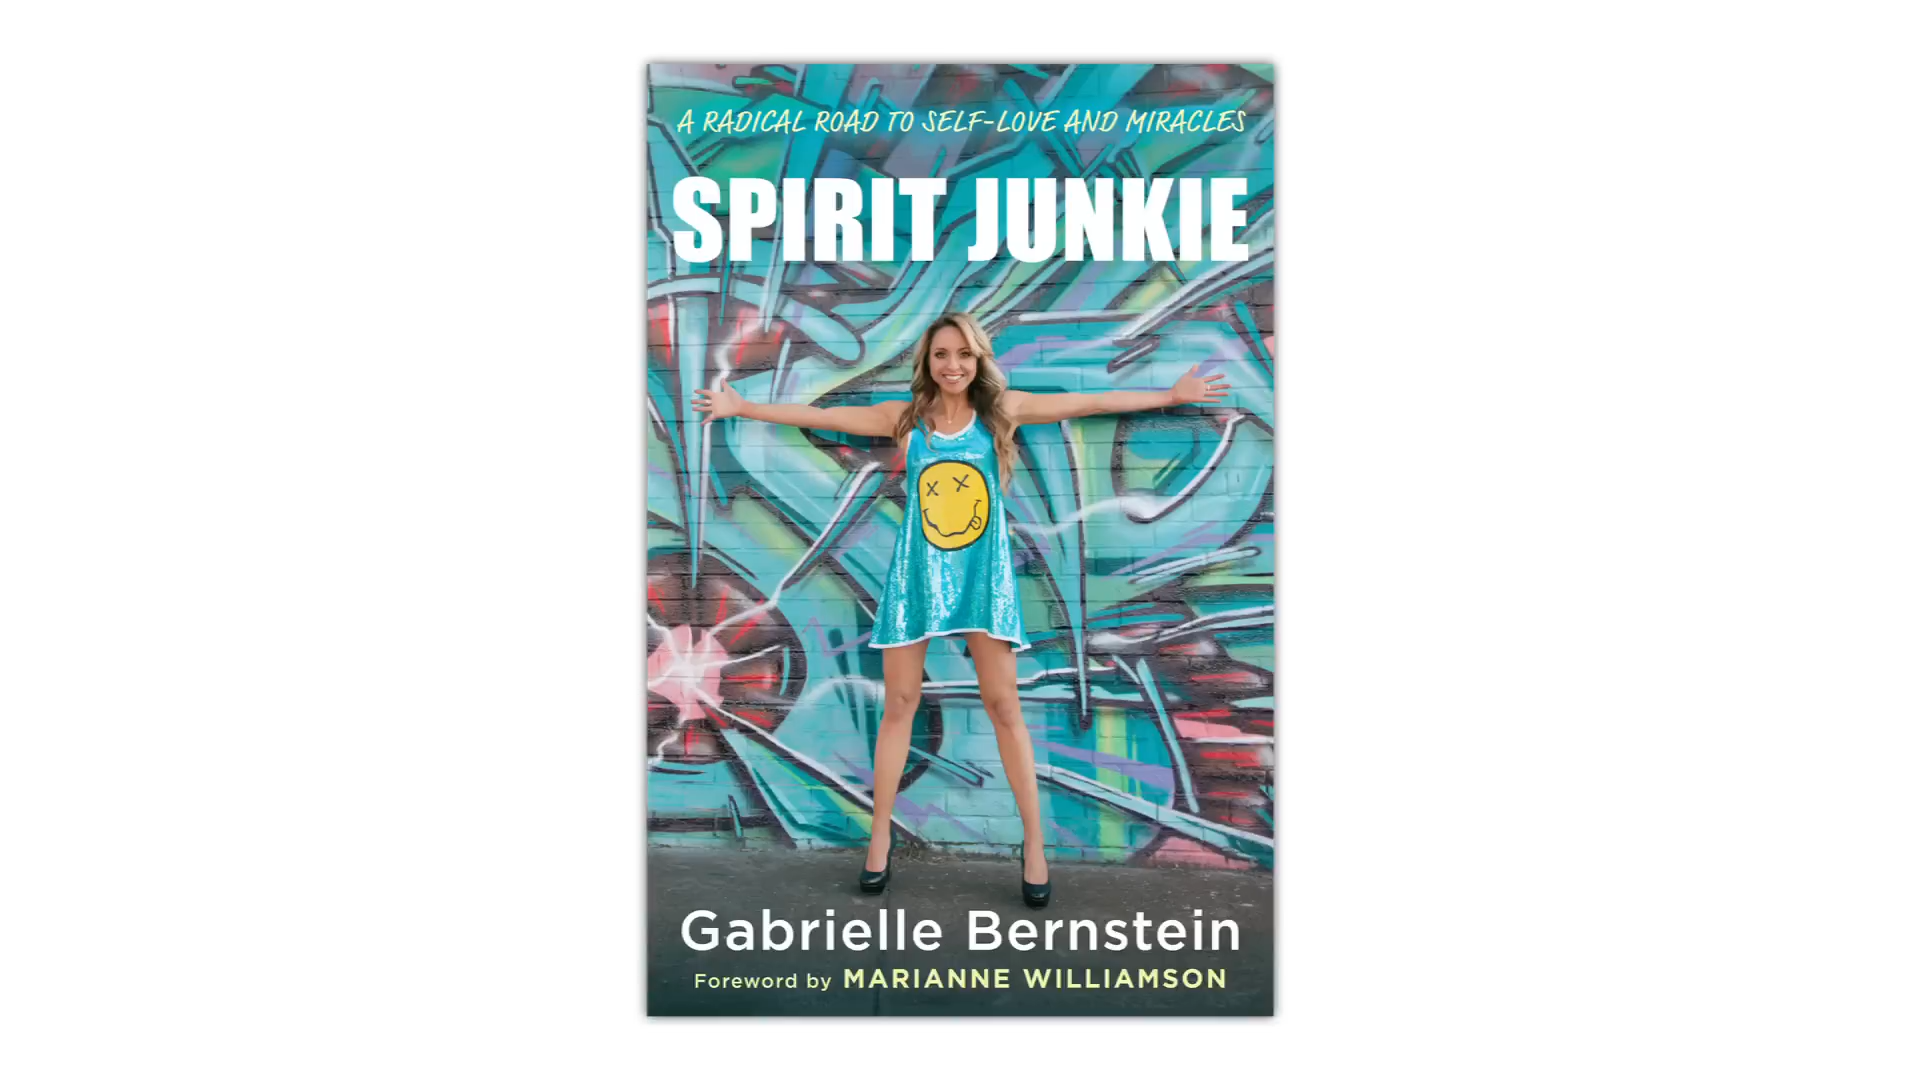 A RADICAL ROAD TO SELF-LOVE AND MIRACLES
SPIRIT JUNKIE
Gabrielle Bernstein
Foreword by MARIANNE WILLIAMSON